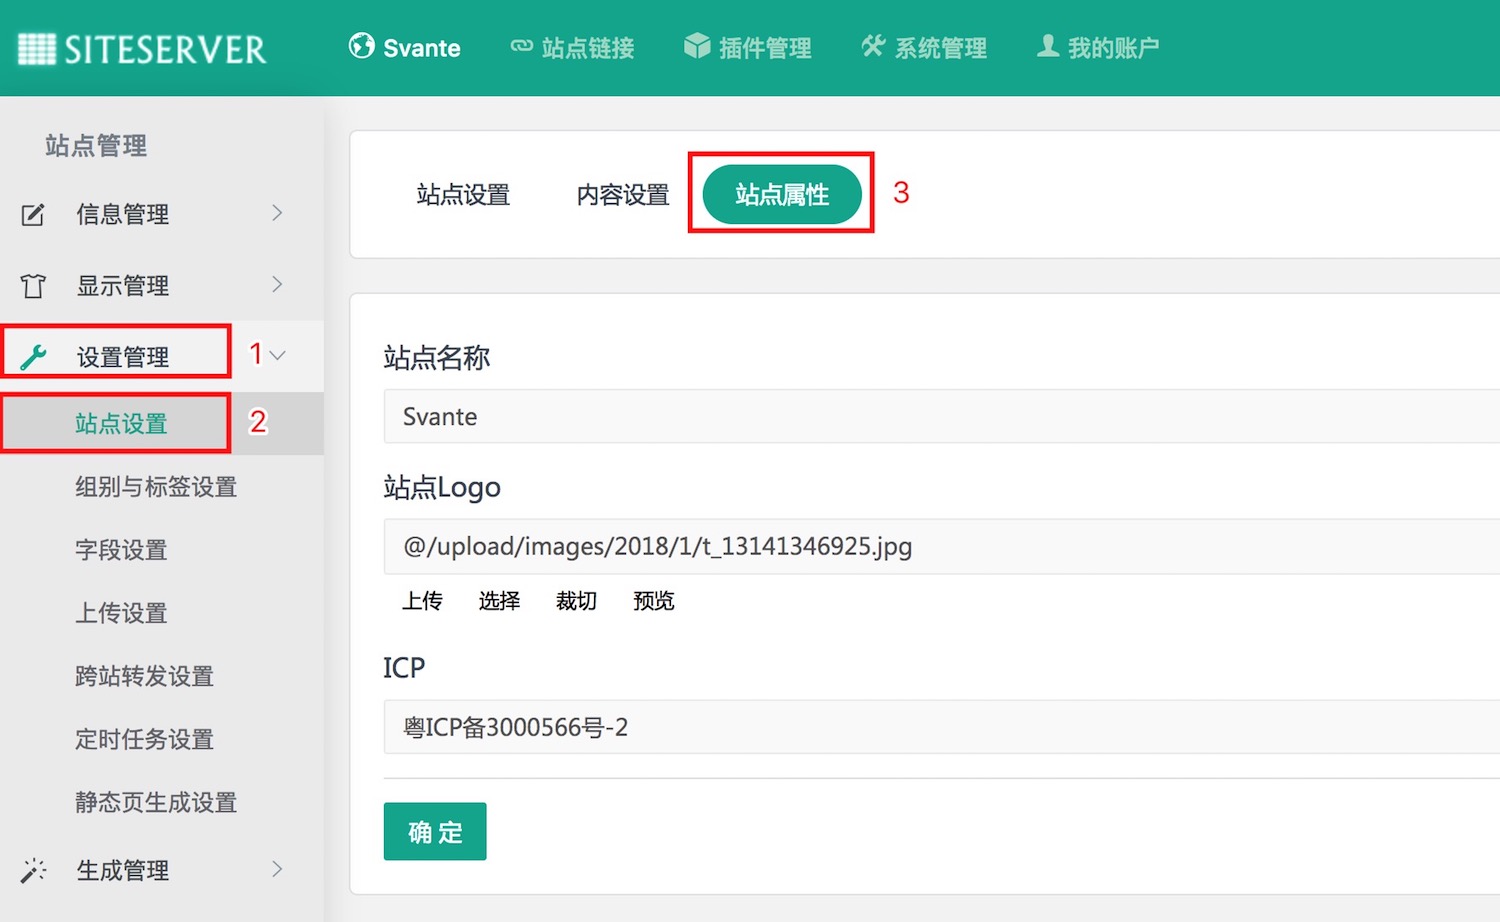 SITESERVER
Svante 站点链接 插件管理 系统管理 我的账户
站点管理
信息管理
显示管理
设置管理 1
站点设置 2
组别与标签设置
字段设置
上传设置
跨站转发设置
定时任务设置
静态页生成设置
生成管理
站点设置 内容设置 站点属性 3
站点名称
Svante
站点Logo
@/upload/images/2018/1/t_13141346925.jpg
上传 选择 裁切 预览
ICP
粤ICP备3000566号-2
确 定